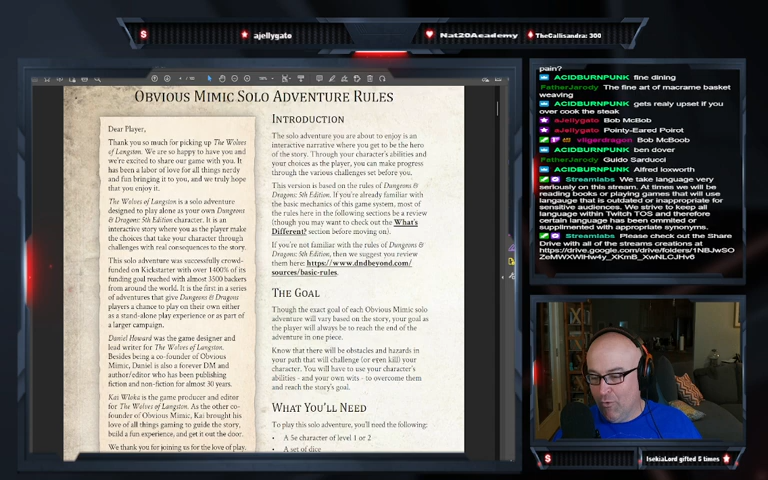 ajellygato
Nat20Academy
TheCallisandra: 300
OBVIOUS MIMIC SOLO ADVENTURE RULES
Dear Player,
Thank you so much for picking up The Wolves
of Langston. We are so happy to have you and
we're excited to share our game with you. It
has been a labor of love for all things nerdy
and fun bringing it to you, and we truly hope
that you enjoy it.
The Wolves of Langston is a solo adventure
designed to play alone as your own Dungeons
& Dragons: 5th Edition character. It is an
interactive story where you as the player make
the choices that take your character through
challenges with real consequences to the story.
This solo adventure was successfully crowd-
funded on Kickstarter with over 1400% of its
funding goal reached with almost 3500 backers
from around the world. It is the first in a
series of adventures that give Dungeons & Dragons
players a chance to play on their own either
as a stand-alone play experience or as part of
a larger campaign.
Daniel Howard was the game designer and
lead writer for The Wolves of Langston.
Besides being a co-founder of Obvious
Mimic, Daniel is also a forever DM and
author/editor who has been publishing
fiction and non-fiction for almost 30 years.
Kai Wloka is the game producer and editor
for The Wolves of Langston. As the other co-
founder of Obvious Mimic, Kai brought his
love of all things gaming to guide the story,
build a fun experience, and get it out the door.
We thank you for joining us for the love of play.
INTRODUCTION
The solo adventure you are about to enjoy is an
interactive narrative where you get to be the hero
of the story. Through your character's abilities and
your choices as the player, you can make progress
through the various challenges set before you.
This version is based on the rules of Dungeons &
Dragons: 5th Edition. If you're already familiar with
the basic mechanics of this game system, most of
the rules here in the following sections be a review
(though you may want to check out the What's
Different? section before moving on).
If you're not familiar with the rules of Dungeons &
Dragons: 5th Edition, then we suggest you review
them here: https://www.dndbeyond.com/
sources/basic-rules.
THE GOAL
Though the exact goal of each Obvious Mimic solo
adventure will vary based on the story, your goal as
the player will always be to reach the end of the
adventure in one piece.
Know that there will be obstacles and hazards in
your path that will challenge (or even kill) your
character. You will have to use your character's
abilities - and your own wits - to overcome them
and reach the story's goal.
WHAT YOU'LL NEED
To play this solo adventure, you'll need the following:
• A 5e character of level 1 or 2
• A set of dice
pain?
ACIDBURNPUNK fine dining
FatherJarody The fine art of macrame basket
weaving
ACIDBURNPUNK gets realy upset if you
over cook the steak
ajellygato Bob McBob
ajellygato Pointy-Eared Poirot
vilgerdragon Bob McBoob
ACIDBURNPUNK ben dover
FatherJarody Guido Sarducci
ACIDBURNPUNK Alfred loxworth
Streamlabs We take language very
seriously on this stream. At times we will be
reading books or playing games that will use
langauge that is outdated or inappropriate for
sensitive audiences. We strive to keep all
language within Twitch TOS and therefore
certain language has been ommited or
supplimented with appropriate synonyms.
Streamlabs Please check out the Share
Drive with all of the streams creations at
https://drive.google.com/drive/folders/1NBJwSO
IsekiaLord gifted 5 times